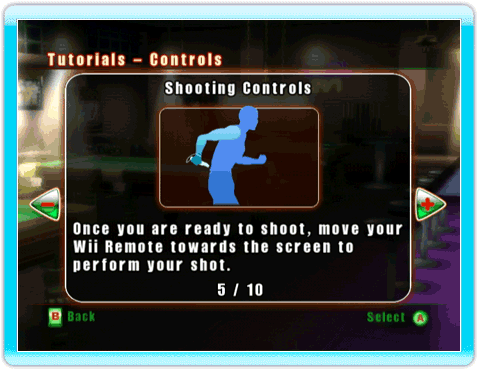 Tutorials – Controls
Shooting Controls
Once you are ready to shoot, move your
Wii Remote towards the screen to
perform your shot.
5 / 10
B Back
Select A